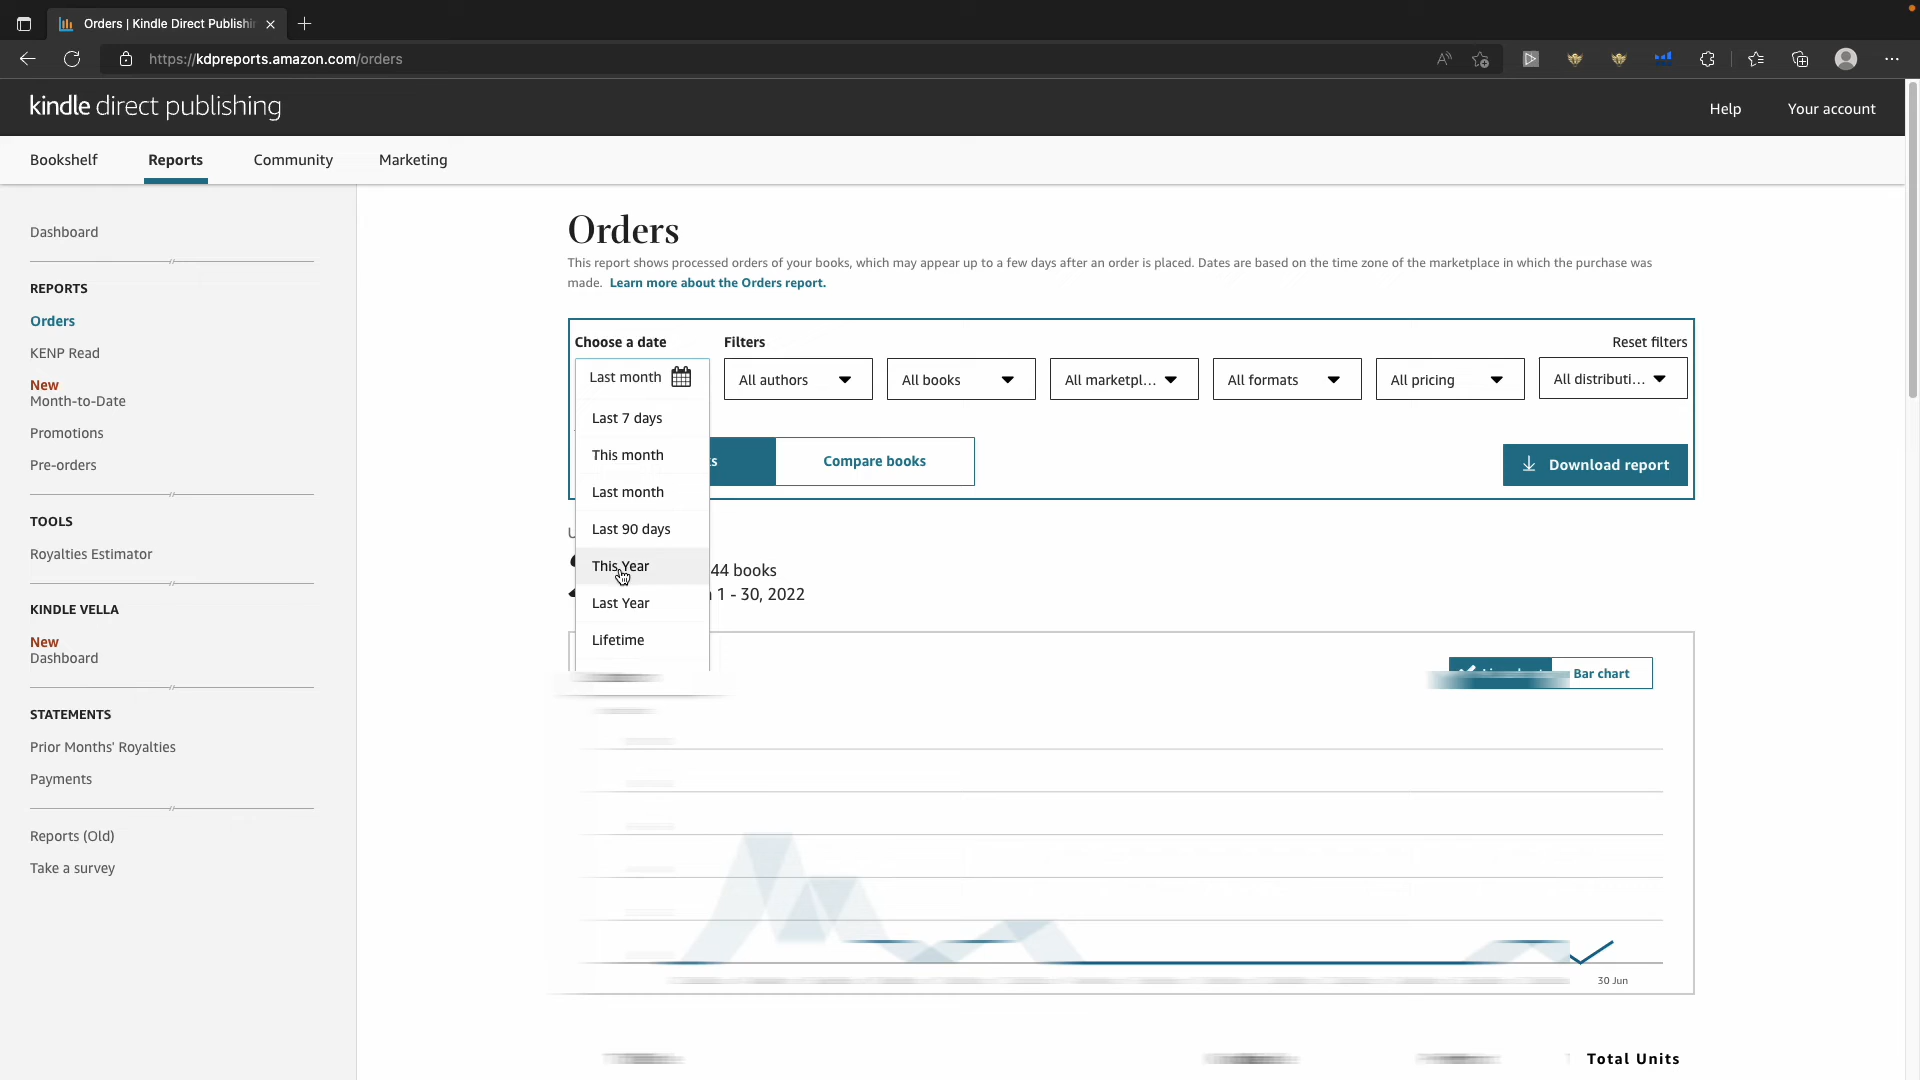 Orders | Kindle Direct Publishi
https://kdpreports.amazon.com/orders
kindle direct publishing
Help
Your account
Bookshelf
Reports
Community
Marketing
Dashboard
REPORTS
Orders
KENP Read
New
Month-to-Date
Promotions
Pre-orders
TOOLS
Royalties Estimator
KINDLE VELLA
New
Dashboard
STATEMENTS
Prior Months' Royalties
Payments
Reports (Old)
Take a survey
Orders
This report shows processed orders of your books, which may appear up to a few days after an order is placed. Dates are based on the time zone of the marketplace in which the purchase was
made. Learn more about the Orders report.
Choose a date
Filters
Reset filters
Last month
All authors
All books
All marketpl...
All formats
All pricing
All distributi...
Last 7 days
This month
Last month
Last 90 days
This Year
Last Year
Lifetime
Compare books
Download report
44 books
1 - 30, 2022
Bar chart
30 Jun
Total Units